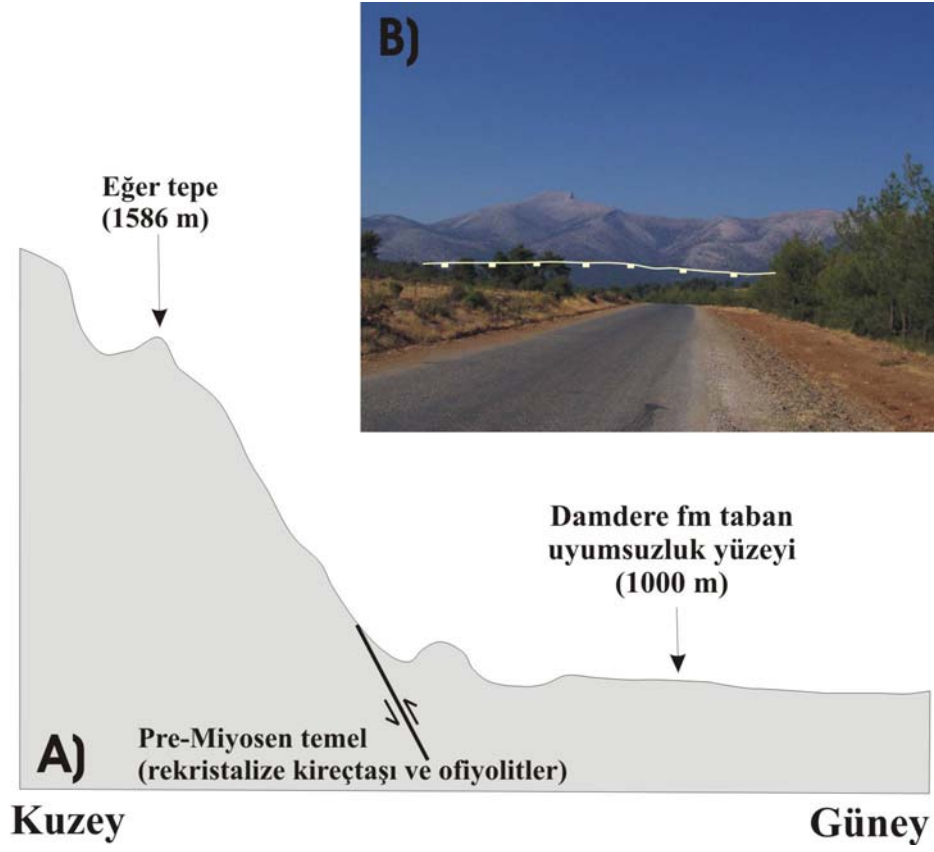 B)
Eğer tepe
(1586 m)
Damdere fm taban
uyumsuzluk yüzeyi
(1000 m)
Pre-Miyosen temel
(rekristalize kireçtaşı ve ofiyolitler)
A)
Kuzey
Güney